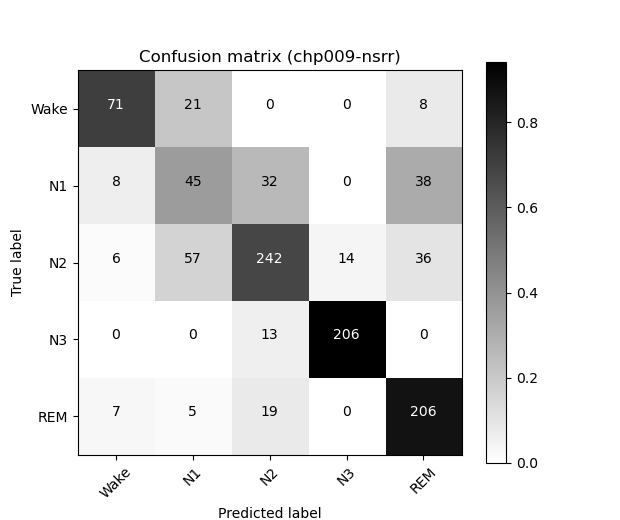 Confusion matrix (chp009-nsrr)
Wake 71 21 0 0 8
N1 8 45 32 0 38
N2 6 57 242 14 36
N3 0 0 13 206 0
REM 7 5 19 0 206
Wake N1 N2 N3 REM
True label
Predicted label
0.8
0.6
0.4
0.2
0.0